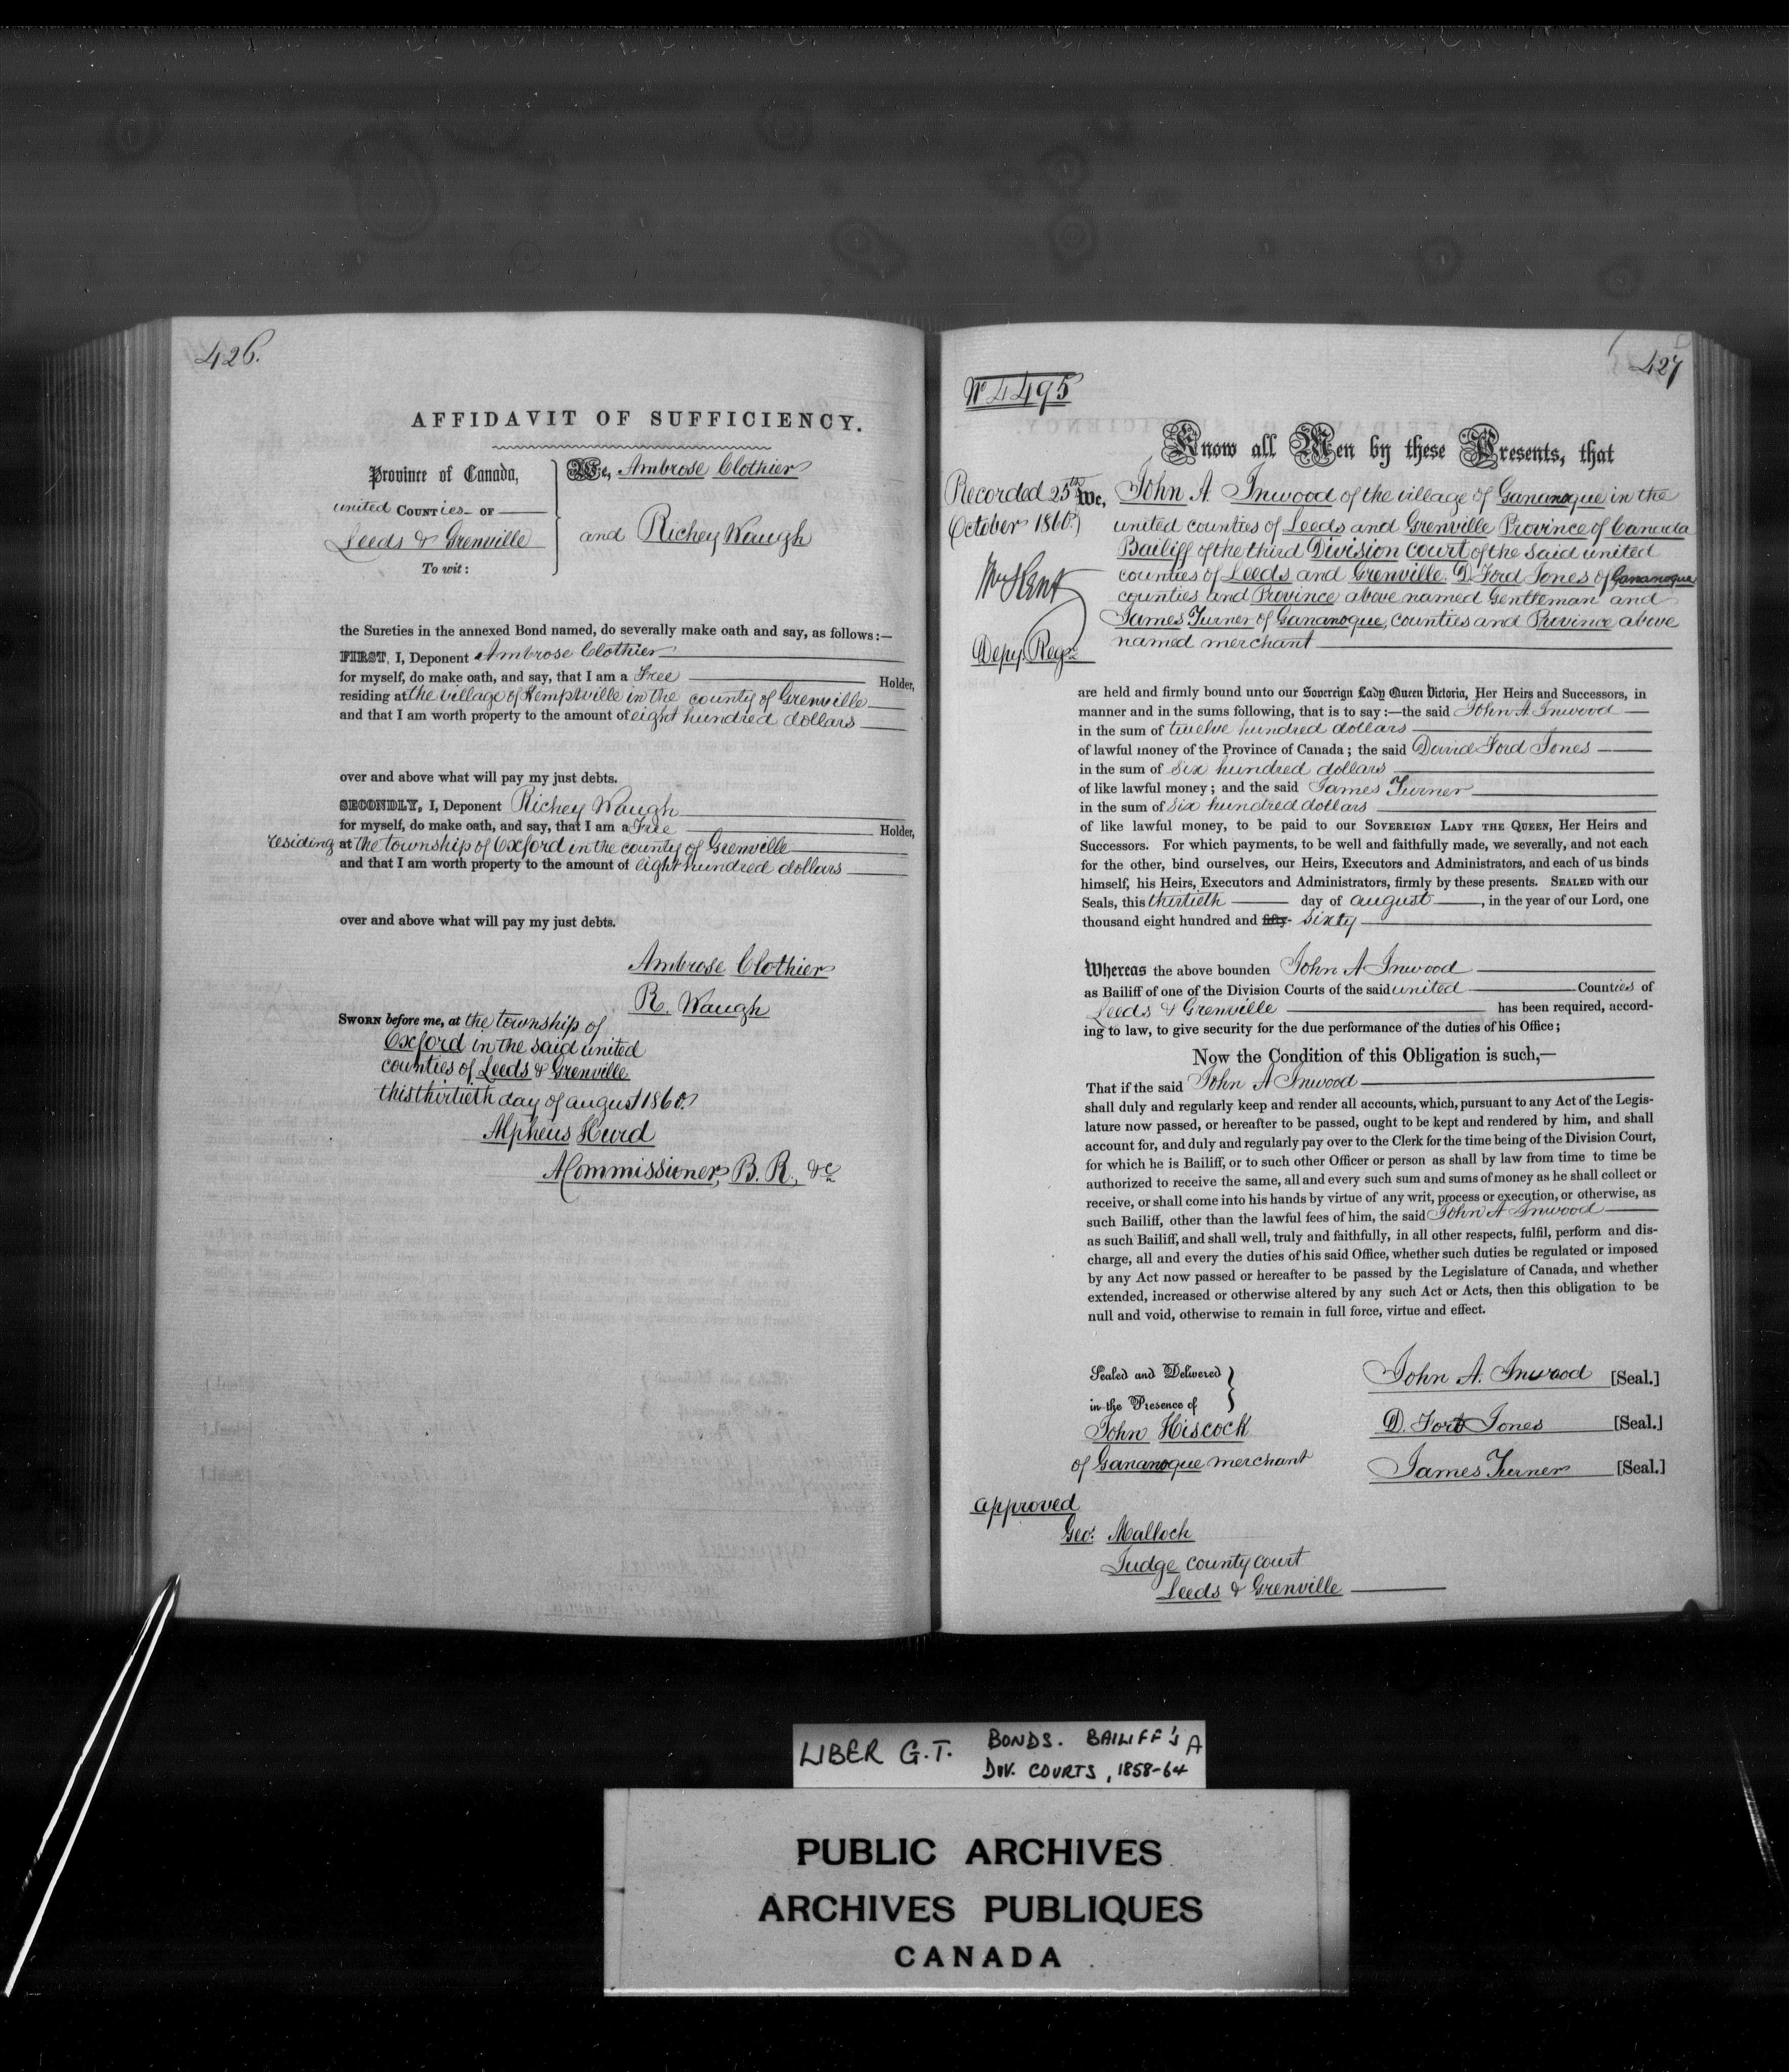 426.
AFFIDAVIT OF SUFFICIENCY.
Province of Canada,
united COUNTies OF
Leeds & Grenville
To wit:
We, Ambrose Clothier
and Richey Waugh
the Sureties in the annexed Bond named, do severally make oath and say, as follows:—
FIRST, I, Deponent Ambrose Clothier
for myself, do make oath, and say, that I am a Free Holder,
residing at the village of Kemptville in the county of Grenville
and that I am worth property to the amount of eight hundred dollars
over and above what will pay my just debts.
SECONDLY, I, Deponent Richey Waugh
for myself, do make oath, and say, that I am a Free Holder,
residing at the township of Oxford in the county of Grenville
and that I am worth property to the amount of eight hundred dollars
over and above what will pay my just debts.
Ambrose Clothier
R. Waugh
SWORN before me, at the township of
Oxford in the said united
counties of Leeds & Grenville
this thirtieth day of august 1860.
Alpheus Hurd
A Commissioner, B. R., &c
427
No 4495
Know all Men by these Presents, that
Recorded 25th
October 1860.
Depy. Regr.
We, John A. Inwood of the village of Gananoque in the
united counties of Leeds and Grenville Province of Canada
Bailiff of the third Division court of the said united
counties of Leeds and Grenville. D. Ford Jones of Gananoque
counties and Province above named Gentleman and
James Turner of Gananoque, counties and Province above
named merchant
are held and firmly bound unto our Sovereign Lady Queen Victoria, Her Heirs and Successors, in
manner and in the sums following, that is to say:—the said John A. Inwood
in the sum of twelve hundred dollars
of lawful money of the Province of Canada; the said David Ford Jones
in the sum of six hundred dollars
of like lawful money; and the said James Turner
in the sum of six hundred dollars
of like lawful money, to be paid to our SOVEREIGN LADY THE QUEEN, Her Heirs and
Successors. For which payments, to be well and faithfully made, we severally, and not each
for the other, bind ourselves, our Heirs, Executors and Administrators, and each of us binds
himself, his Heirs, Executors and Administrators, firmly by these presents. SEALED with our
Seals, this thirtieth day of august, in the year of our Lord, one
thousand eight hundred and fifty- sixty
Whereas the above bounden John A Inwood
as Bailiff of one of the Division Courts of the said united Counties of
Leeds & Grenville has been required, accord-
ing to law, to give security for the due performance of the duties of his Office;
Now the Condition of this Obligation is such,—
That if the said John A Inwood
shall duly and regularly keep and render all accounts, which, pursuant to any Act of the Legis-
lature now passed, or hereafter to be passed, ought to be kept and rendered by him, and shall
account for, and duly and regularly pay over to the Clerk for the time being of the Division Court,
for which he is Bailiff, or to such other Officer or person as shall by law from time to time be
authorized to receive the same, all and every such sum and sums of money as he shall collect or
receive, or shall come into his hands by virtue of any writ, process or execution, or otherwise, as
such Bailiff, other than the lawful fees of him, the said John A Inwood
as such Bailiff, and shall well, truly and faithfully, in all other respects, fulfil, perform and dis-
charge, all and every the duties of his said Office, whether such duties be regulated or imposed
by any Act now passed or hereafter to be passed by the Legislature of Canada, and whether
extended, increased or otherwise altered by any such Act or Acts, then this obligation to be
null and void, otherwise to remain in full force, virtue and effect.
Sealed and Delivered
in the Presence of
John Hiscock
of Gananoque merchant
John A. Inwood [Seal.]
D. Ford Jones [Seal.]
James Turner [Seal.]
approved
Geo: Malloch
Judge county court
Leeds & Grenville
LIBER G.T. BONDS. BAILIFF'S A
DIV. COURTS, 1858-64
PUBLIC ARCHIVES
ARCHIVES PUBLIQUES
CANADA